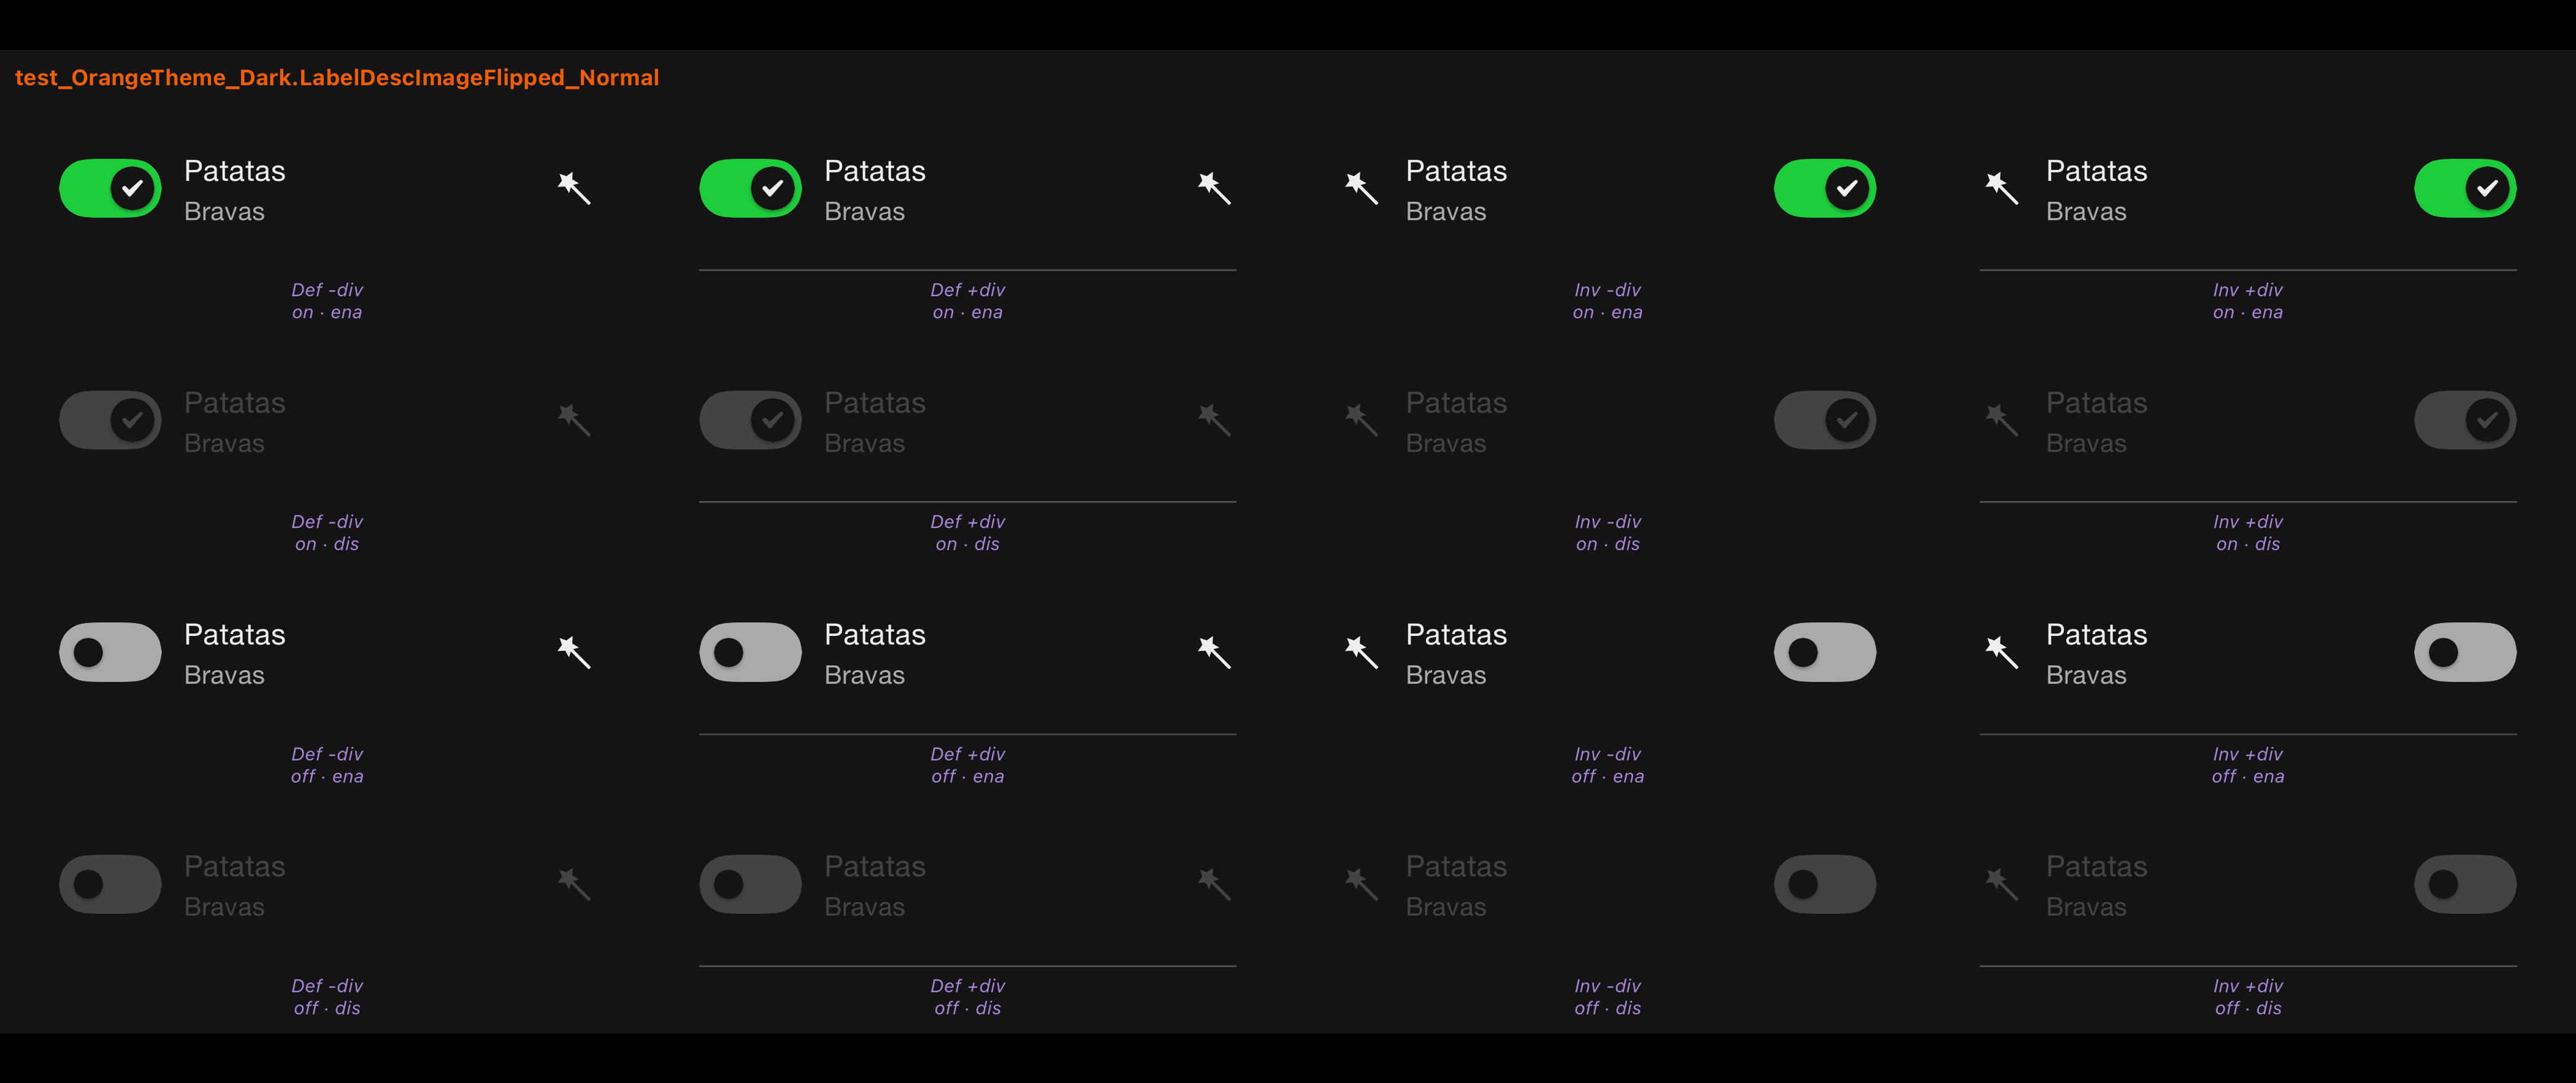 test_OrangeTheme_Dark.LabelDescImageFlipped_Normal
Patatas
Bravas
Def -div
on · ena
Patatas
Bravas
Def +div
on · ena
Patatas
Bravas
Inv -div
on · ena
Patatas
Bravas
Inv +div
on · ena
Patatas
Bravas
Def -div
on · dis
Patatas
Bravas
Def +div
on · dis
Patatas
Bravas
Inv -div
on · dis
Patatas
Bravas
Inv +div
on · dis
Patatas
Bravas
Def -div
off · ena
Patatas
Bravas
Def +div
off · ena
Patatas
Bravas
Inv -div
off · ena
Patatas
Bravas
Inv +div
off · ena
Patatas
Bravas
Def -div
off · dis
Patatas
Bravas
Def +div
off · dis
Patatas
Bravas
Inv -div
off · dis
Patatas
Bravas
Inv +div
off · dis